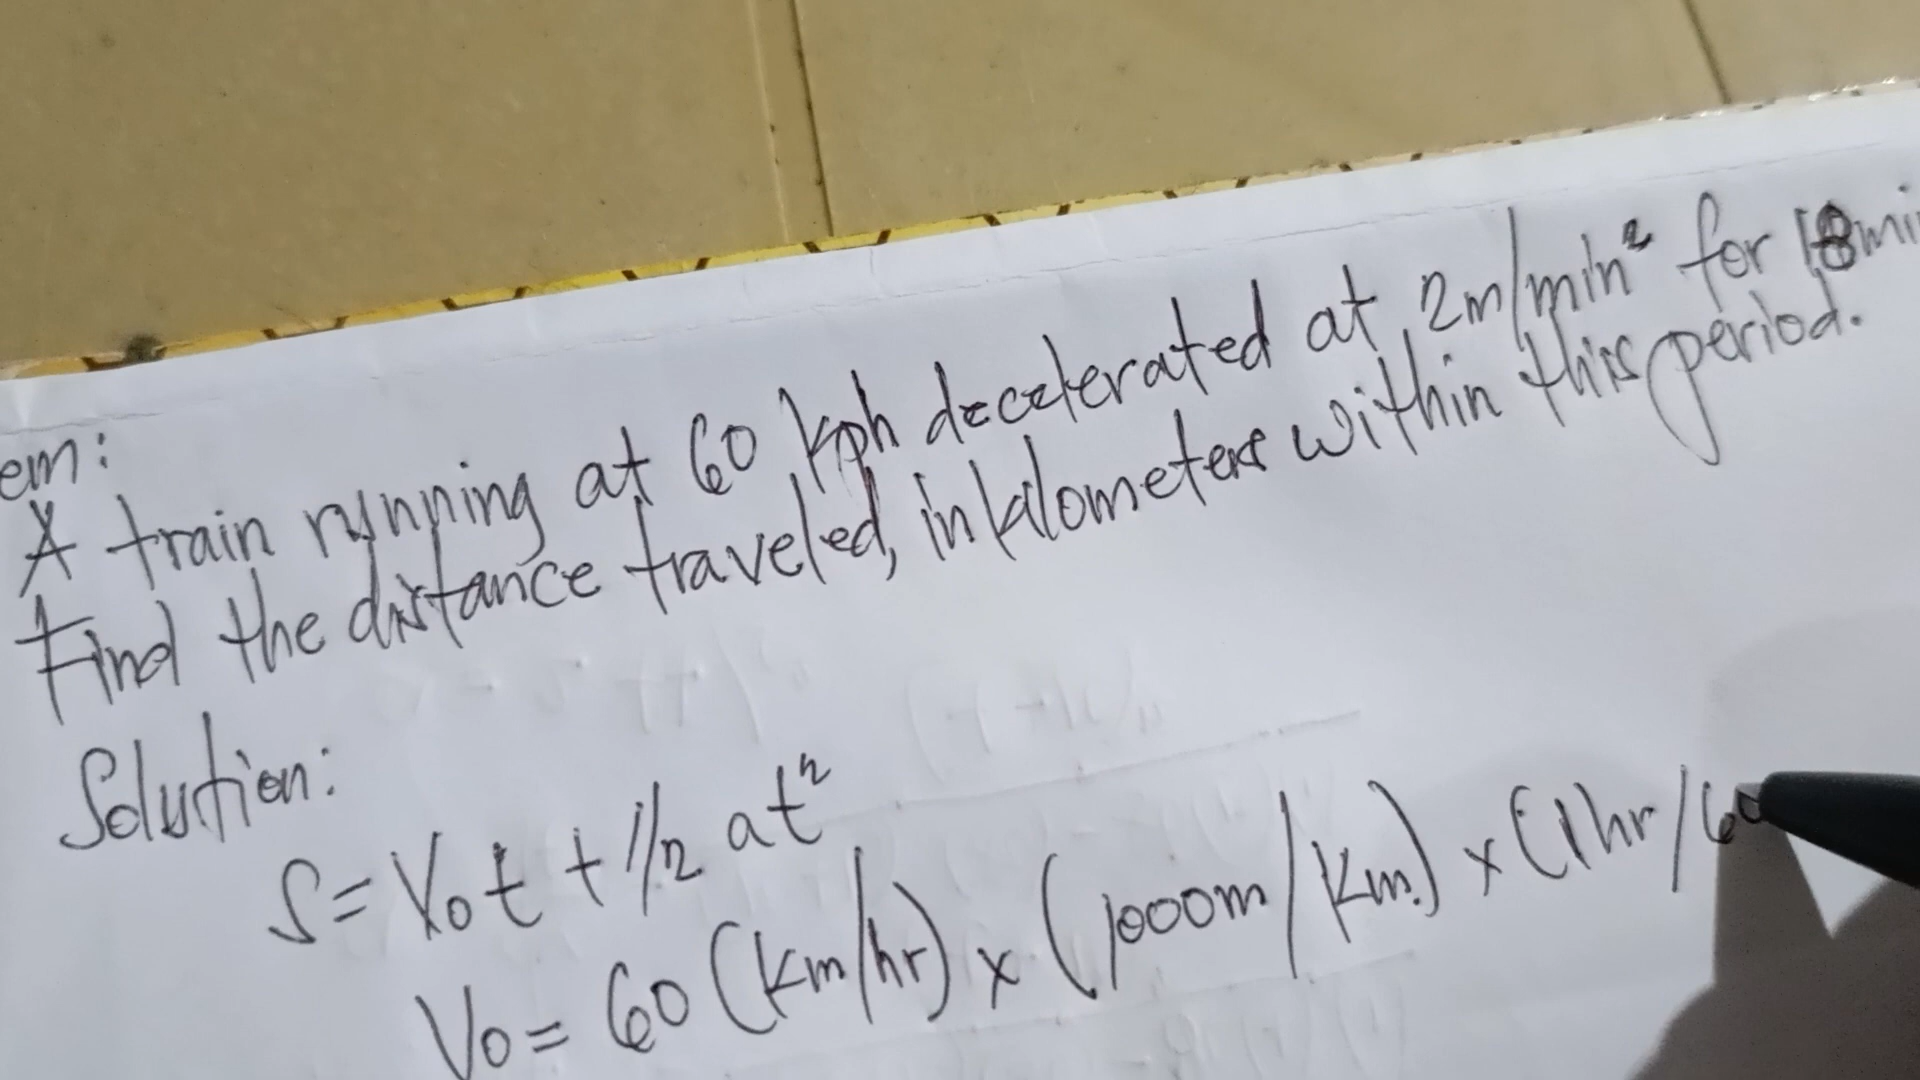 em:
A train running at 60 kph decelerated at 2m/min² for 18 mi
Find the distance traveled, in kilometers within this period.
Solution:
S = Vot + 1/2 at²
Vo = 60 (km/hr) x (1000m/km) x (1hr/60